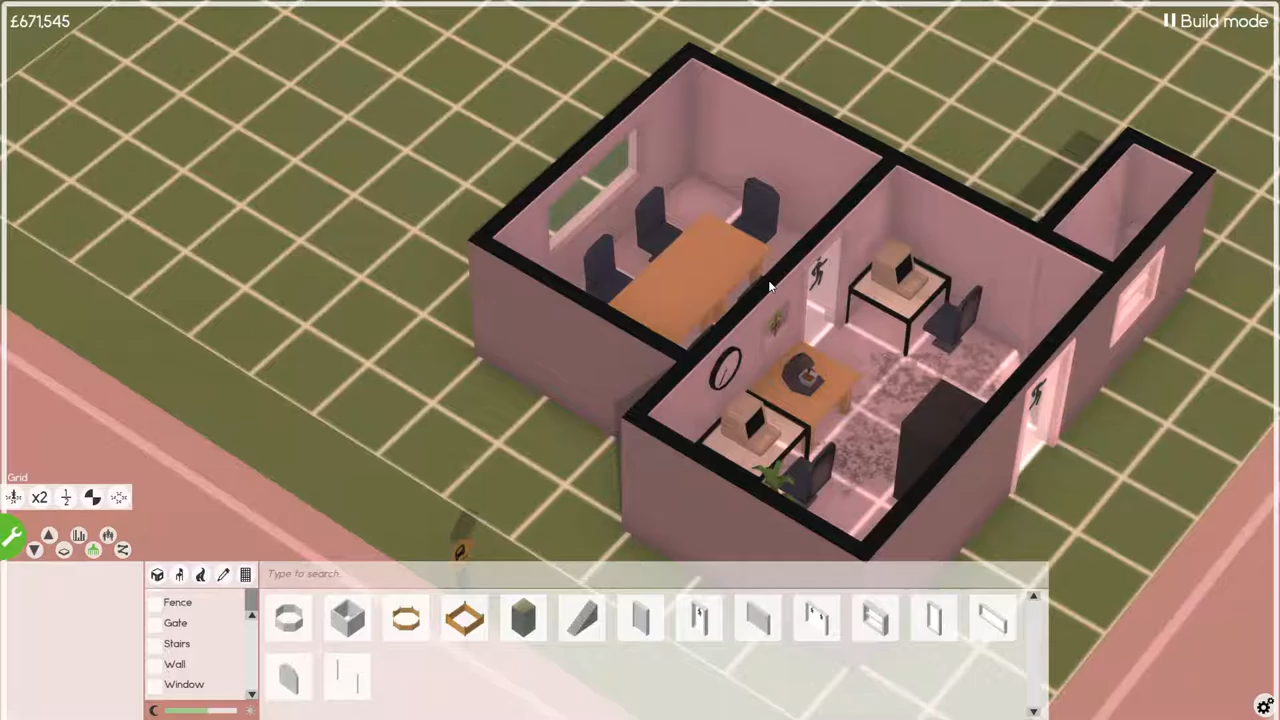 £671,545
Build mode
Grid
x2
1/2
Type to search..
Fence
Gate
Stairs
Wall
Window